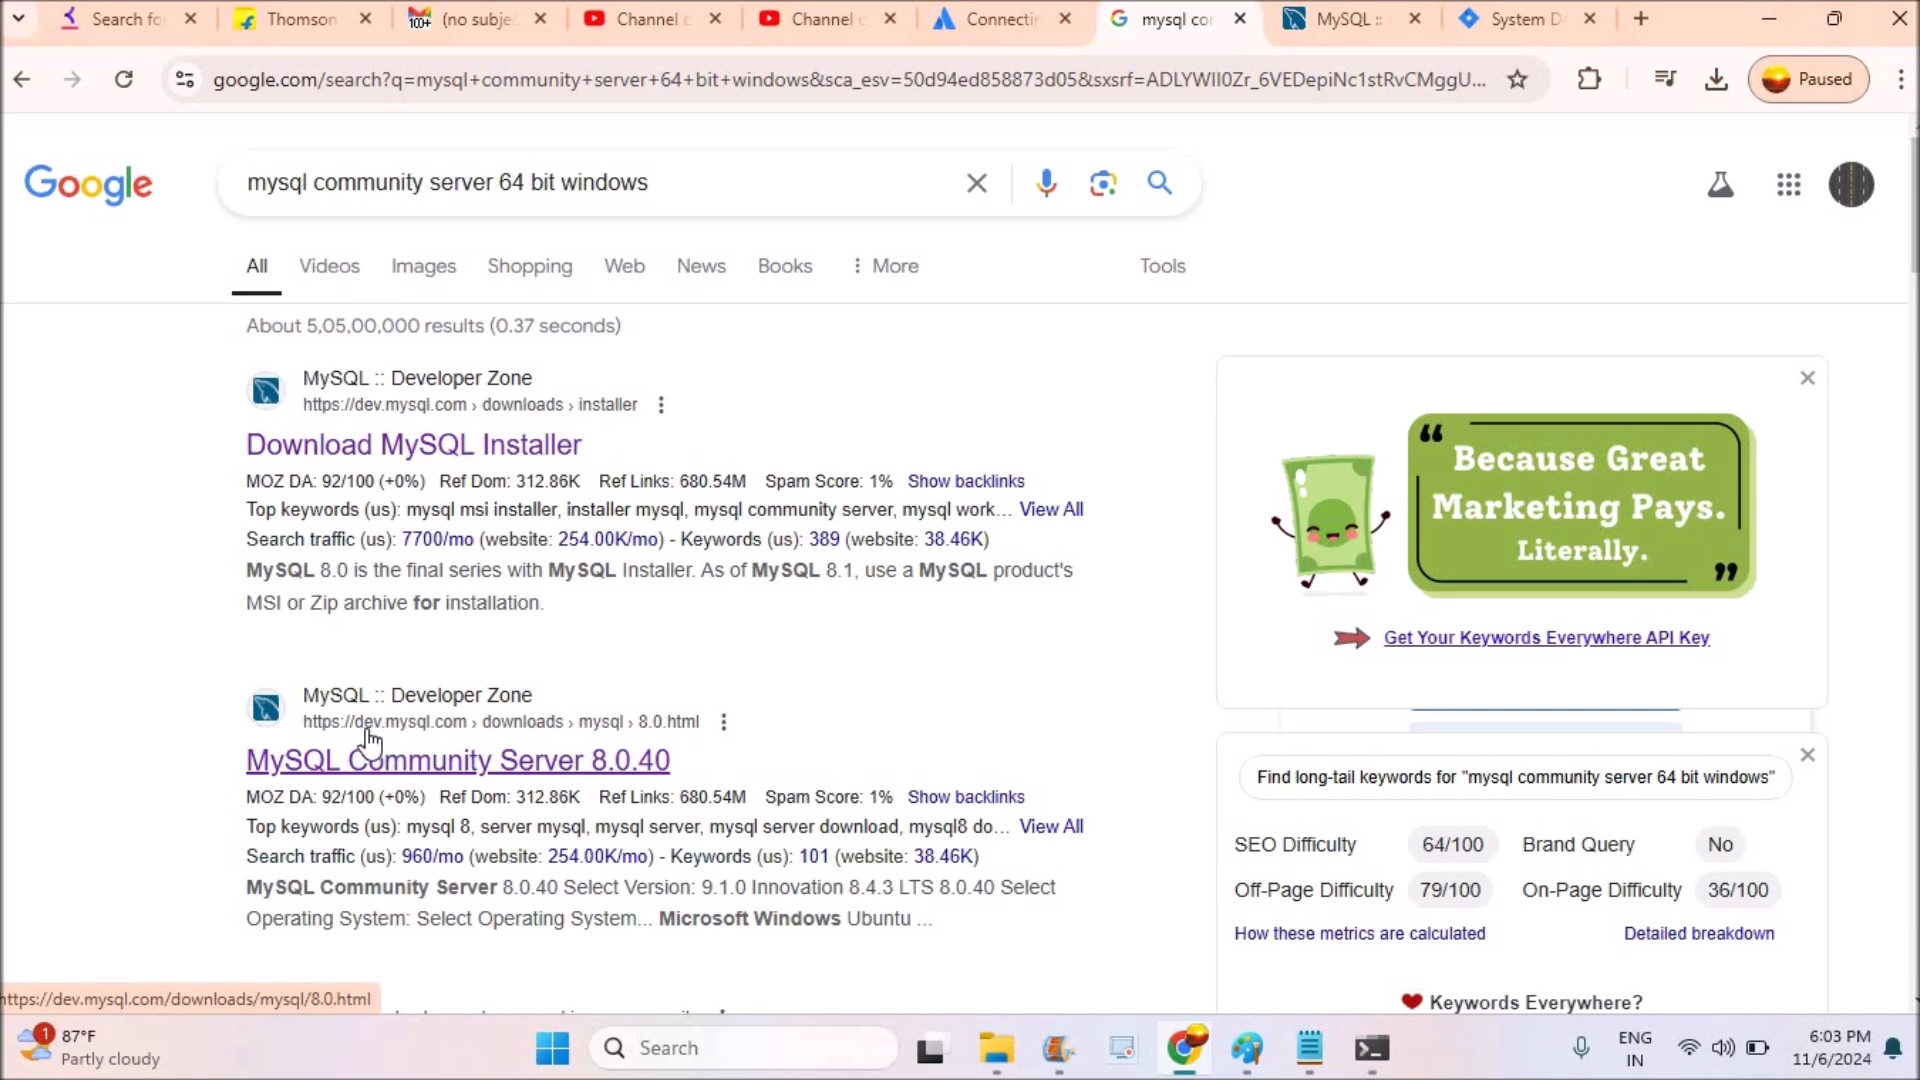 Search fo
Thomson
100+
(no subje
Channel c
Channel c
Connectin
mysql cor
MySQL ::
System D
google.com/search?q=mysql+community+server+64+bit+windows&sca_esv=50d94ed858873d05&sxsrf=ADLYWII0Zr_6VEDepiNc1stRvCMggU...
Paused
Google
mysql community server 64 bit windows
All
Videos
Images
Shopping
Web
News
Books
More
Tools
About 5,05,00,000 results (0.37 seconds)
MySQL :: Developer Zone
https://dev.mysql.com › downloads › installer
Download MySQL Installer
MOZ DA: 92/100 (+0%) Ref Dom: 312.86K Ref Links: 680.54M Spam Score: 1% Show backlinks
Top keywords (us): mysql msi installer, installer mysql, mysql community server, mysql work... View All
Search traffic (us): 7700/mo (website: 254.00K/mo) - Keywords (us): 389 (website: 38.46K)
MySQL 8.0 is the final series with MySQL Installer. As of MySQL 8.1, use a MySQL product's
MSI or Zip archive for installation.
MySQL :: Developer Zone
https://dev.mysql.com › downloads › mysql › 8.0.html
MySQL Community Server 8.0.40
MOZ DA: 92/100 (+0%) Ref Dom: 312.86K Ref Links: 680.54M Spam Score: 1% Show backlinks
Top keywords (us): mysql 8, server mysql, mysql server, mysql server download, mysql8 do... View All
Search traffic (us): 960/mo (website: 254.00K/mo) - Keywords (us): 101 (website: 38.46K)
MySQL Community Server 8.0.40 Select Version: 9.1.0 Innovation 8.4.3 LTS 8.0.40 Select
Operating System: Select Operating System... Microsoft Windows Ubuntu ...
“
Because Great
Marketing Pays.
Literally.
”
Get Your Keywords Everywhere API Key
Find long-tail keywords for "mysql community server 64 bit windows"
SEO Difficulty 64/100 Brand Query No
Off-Page Difficulty 79/100 On-Page Difficulty 36/100
How these metrics are calculated
Detailed breakdown
Keywords Everywhere?
https://dev.mysql.com/downloads/mysql/8.0.html
1
87°F
Partly cloudy
Search
ENG
IN
6:03 PM
11/6/2024